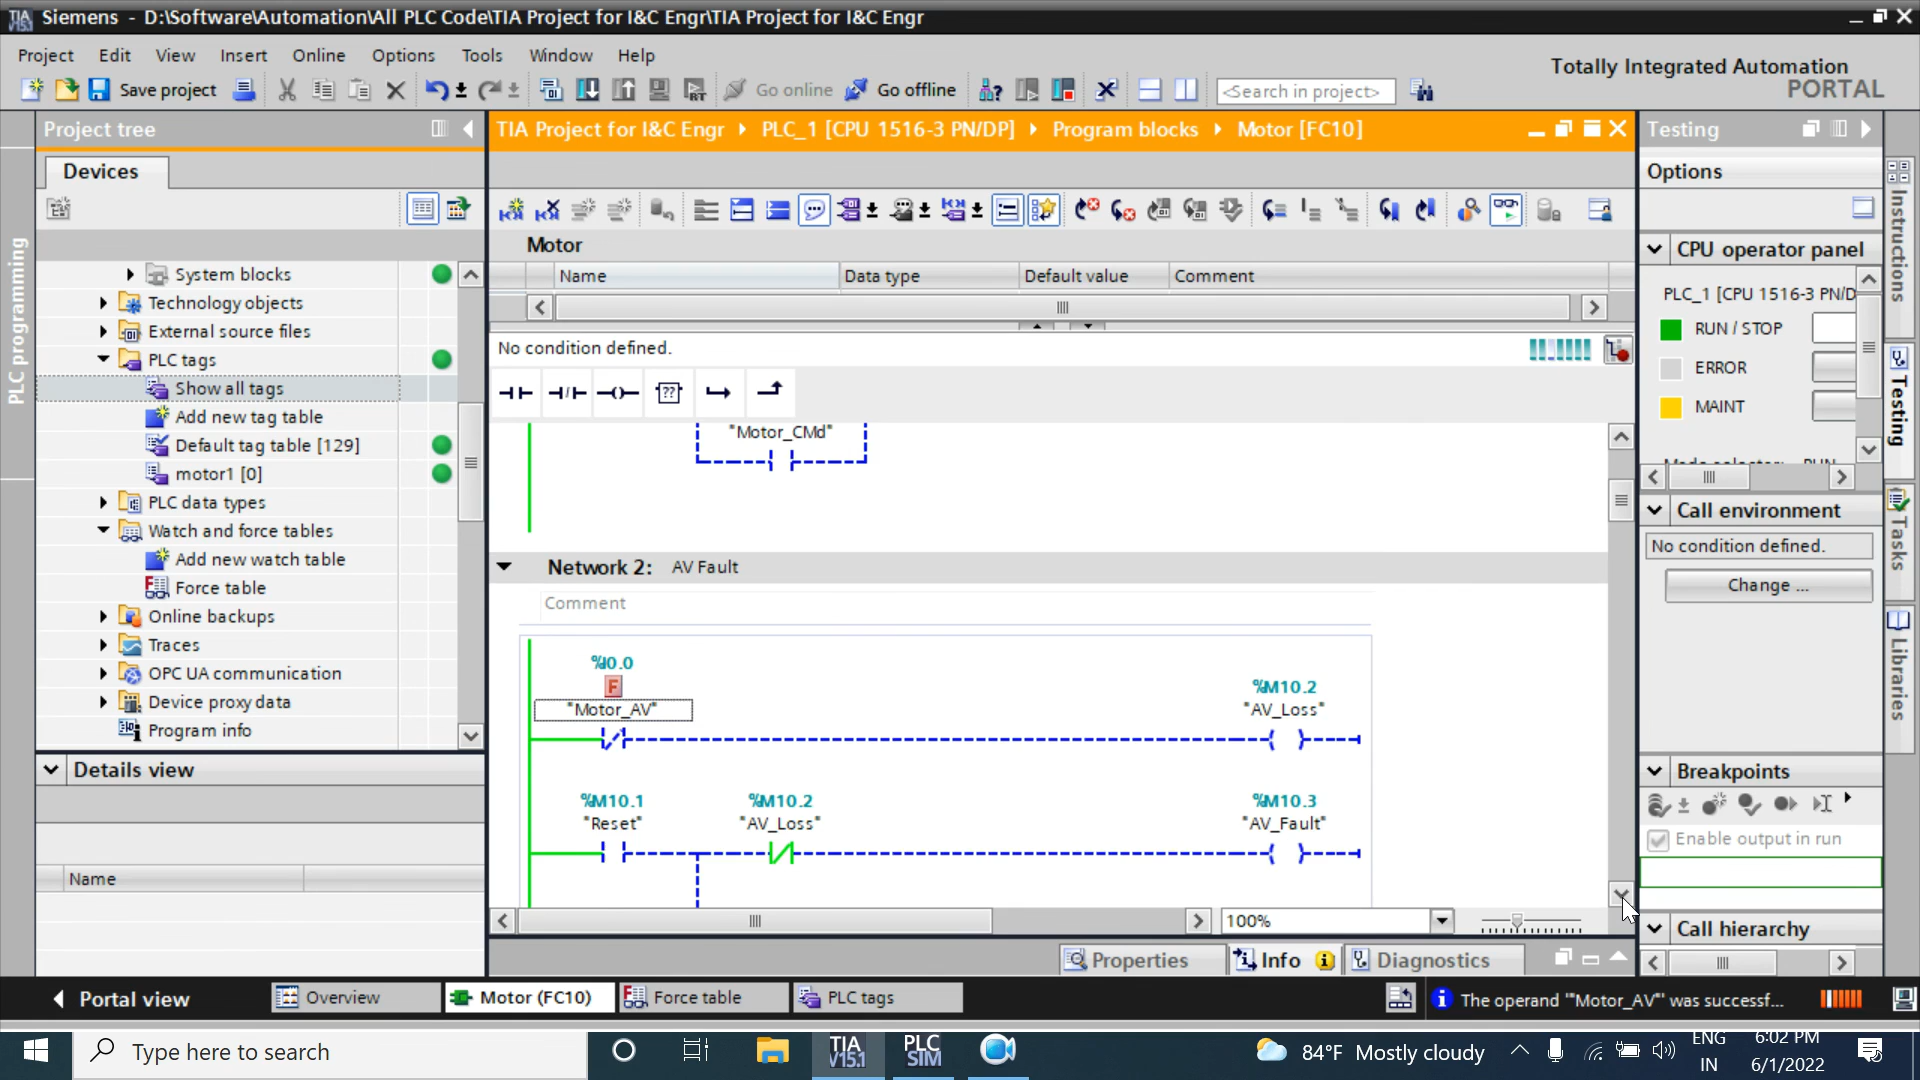 TIA V15.1 Siemens - D:\Software\Automation\All PLC Code\TIA Project for I&C Engr\TIA Project for I&C Engr
Project Edit View Insert Online Options Tools Window Help
Totally Integrated Automation
PORTAL
Save project Go online Go offline <Search in project>
Project tree
TIA Project for I&C Engr PLC_1 [CPU 1516-3 PN/DP] Program blocks Motor [FC10]
Testing
Devices
Options
PLC programming
Motor
Name Data type Default value Comment
System blocks
Technology objects
External source files
PLC tags
Show all tags
Add new tag table
Default tag table [129]
motor1 [0]
PLC data types
Watch and force tables
Add new watch table
Force table
Online backups
Traces
OPC UA communication
Device proxy data
Program info
Details view
Name
No condition defined.
??
"Motor_CMd"
Network 2: AV Fault
Comment
%I0.0
F
"Motor_AV"
%M10.2
"AV_Loss"
%M10.1
"Reset"
%M10.2
"AV_Loss"
%M10.3
"AV_Fault"
100%
Properties Info Diagnostics
CPU operator panel
PLC_1 [CPU 1516-3 PN/D
RUN / STOP
ERROR
MAINT
Call environment
No condition defined.
Change ...
Breakpoints
Enable output in run
Call hierarchy
Instructions
Testing
Tasks
Libraries
Portal view Overview Motor (FC10) Force table PLC tags The operand '"Motor_AV"' was successf...
Type here to search
TIA V15.1
PLC SIM
84°F Mostly cloudy
ENG
IN
6:02 PM
6/1/2022